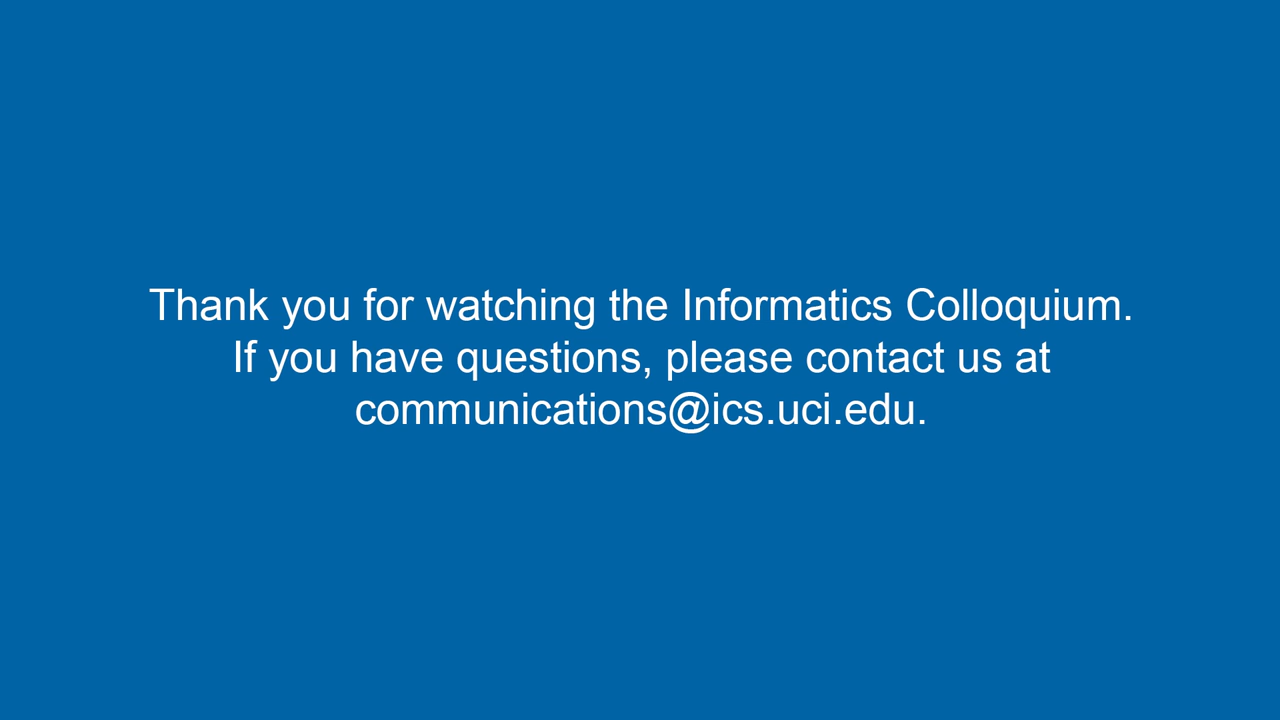 Thank you for watching the Informatics Colloquium.
If you have questions, please contact us at
communications@ics.uci.edu.